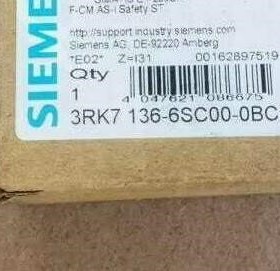 SIEME
F-CM AS-i Safety ST
http://support.industry.siemens.com
Siemens AG, DE-92220 Amberg
"E02" Z=I31 00162897519
Qty
1
4 047621 086675
3RK7 136-6SC00-0BC